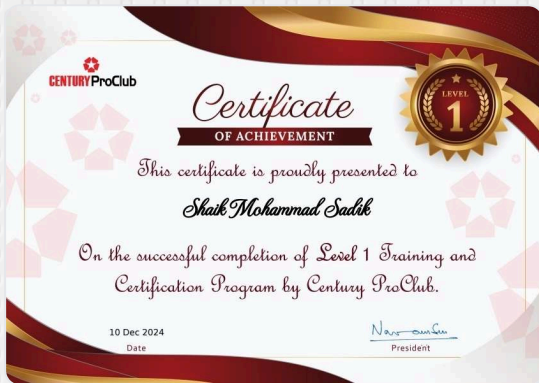 CENTURY ProClub
Certificate
OF ACHIEVEMENT
LEVEL
1
This certificate is proudly presented to
Shaik Mohammad Sadik
On the successful completion of Level 1 Training and
Certification Program by Century ProClub.
10 Dec 2024
Date
President